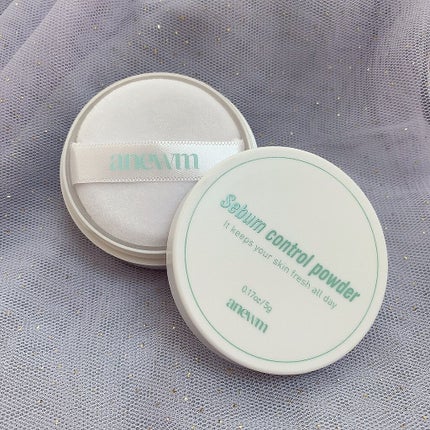 anewm
Sebum control powder
It keeps your skin fresh all day
0.17oz/5g
anewm